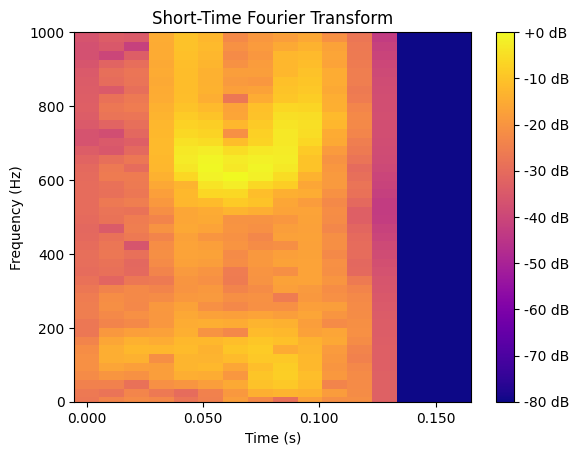 Short-Time Fourier Transform
1000
800
600
400
200
0
Frequency (Hz)
0.000
0.050
0.100
0.150
Time (s)
+0 dB
-10 dB
-20 dB
-30 dB
-40 dB
-50 dB
-60 dB
-70 dB
-80 dB